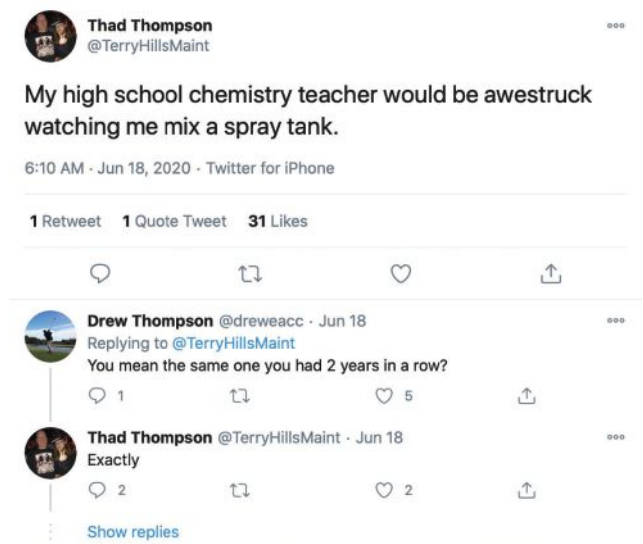 Thad Thompson
@TerryHillsMaint
My high school chemistry teacher would be awestruck
watching me mix a spray tank.
6:10 AM · Jun 18, 2020 · Twitter for iPhone
1 Retweet 1 Quote Tweet 31 Likes
Drew Thompson @dreweacc · Jun 18
Replying to @TerryHillsMaint
You mean the same one you had 2 years in a row?
1 5
Thad Thompson @TerryHillsMaint · Jun 18
Exactly
2 2
Show replies